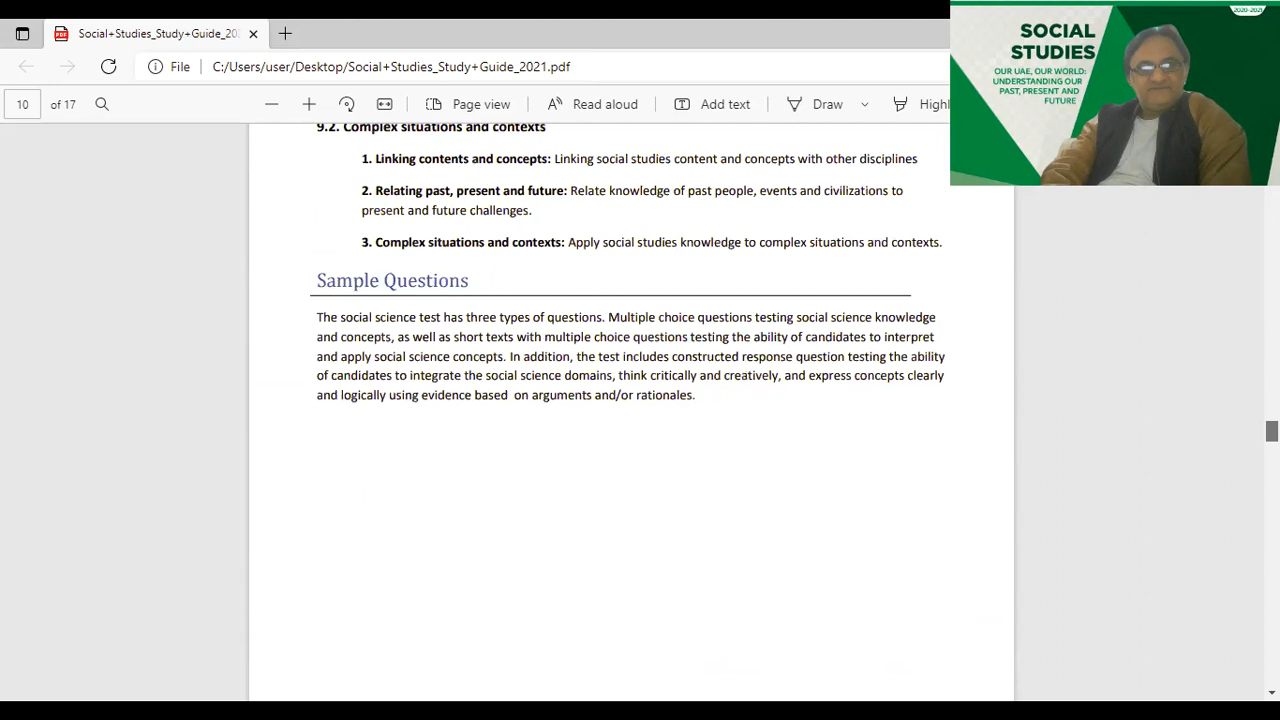 Social+Studies_Study+Guide_202
File
C:/Users/user/Desktop/Social+Studies_Study+Guide_2021.pdf
10 of 17
Page view
Read aloud
Add text
Draw
Highl
2020-2021
SOCIAL
STUDIES
OUR UAE, OUR WORLD:
UNDERSTANDING OUR
PAST, PRESENT AND
FUTURE
9.2. Complex situations and contexts
1. Linking contents and concepts: Linking social studies content and concepts with other disciplines
2. Relating past, present and future: Relate knowledge of past people, events and civilizations to
present and future challenges.
3. Complex situations and contexts: Apply social studies knowledge to complex situations and contexts.
Sample Questions
The social science test has three types of questions. Multiple choice questions testing social science knowledge
and concepts, as well as short texts with multiple choice questions testing the ability of candidates to interpret
and apply social science concepts. In addition, the test includes constructed response question testing the ability
of candidates to integrate the social science domains, think critically and creatively, and express concepts clearly
and logically using evidence based on arguments and/or rationales.